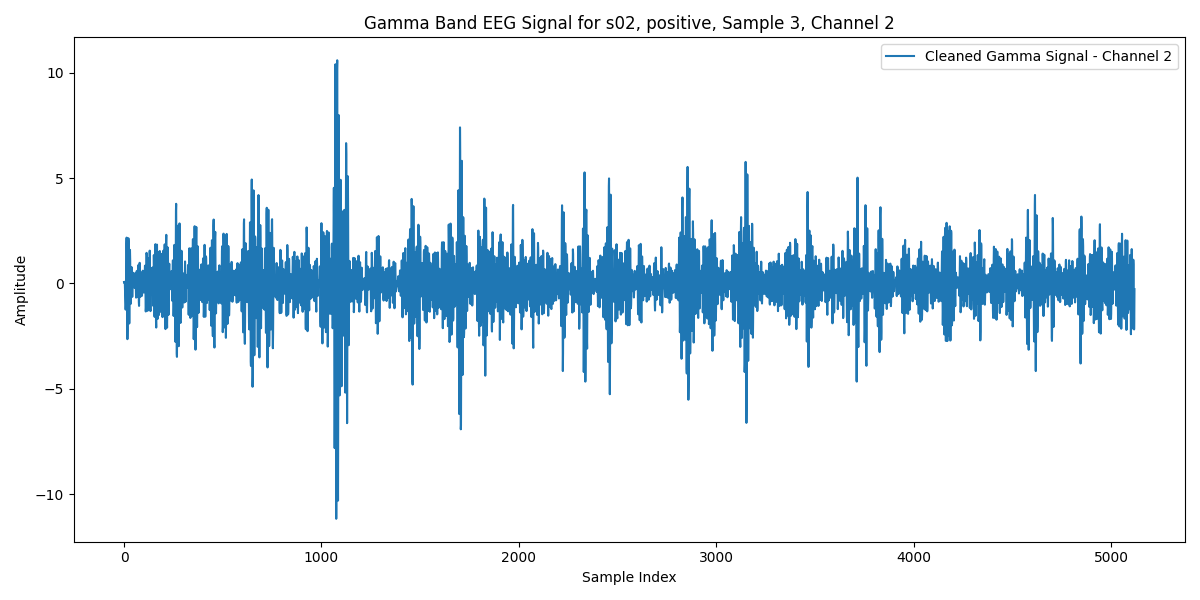 Gamma Band EEG Signal for s02, positive, Sample 3, Channel 2
Cleaned Gamma Signal - Channel 2
10
5
0
−5
−10
Amplitude
0 1000 2000 3000 4000 5000
Sample Index